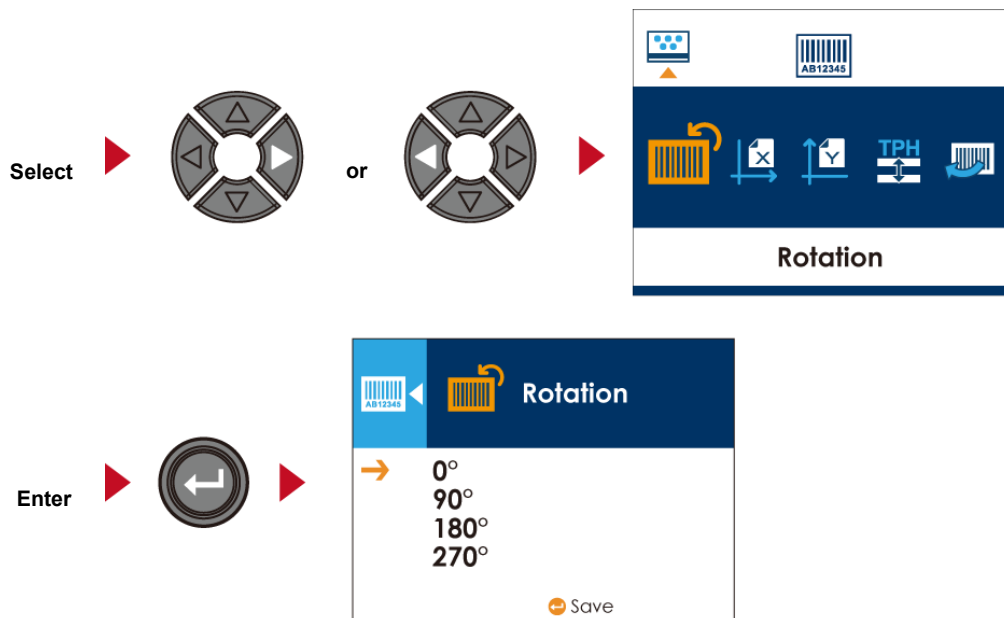 AB12345
X
Y
TPH
Select
or
Rotation
AB12345
Rotation
0°
90°
180°
270°
Enter
Save